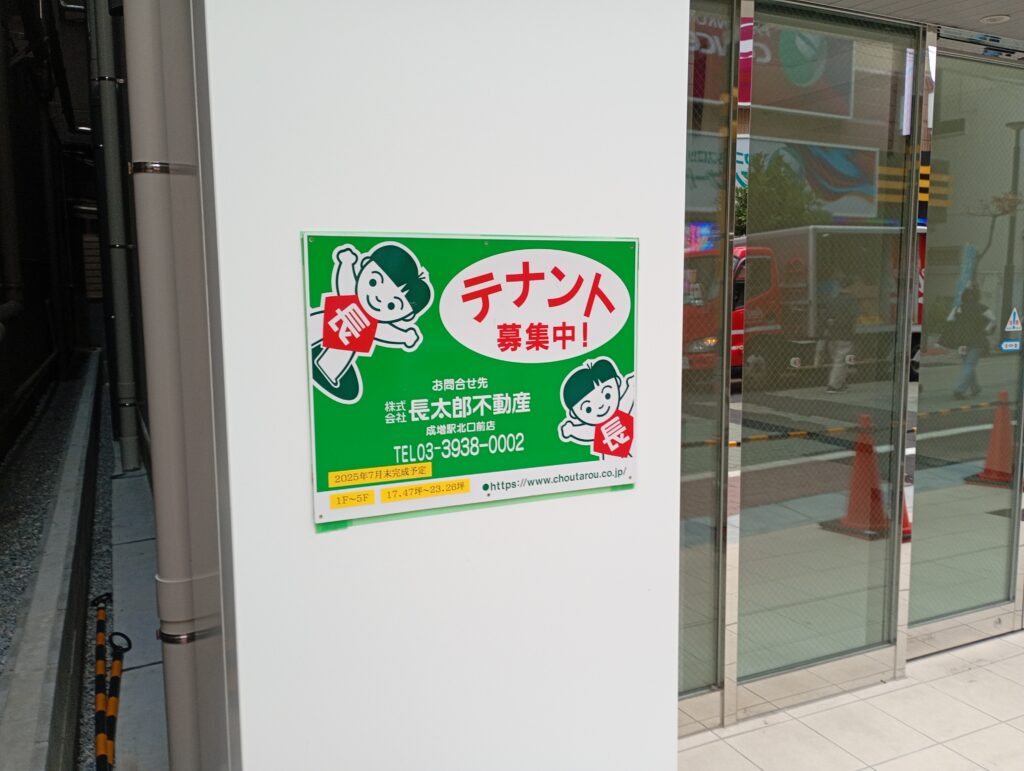 長
テナント
募集中!
お問合せ先
株式会社 長太郎不動産
成増駅北口前店
TEL03-3938-0002
長
2025年7月末完成予定
1F~5F 17.47坪~23.28坪
●https://www.choutarou.co.jp/